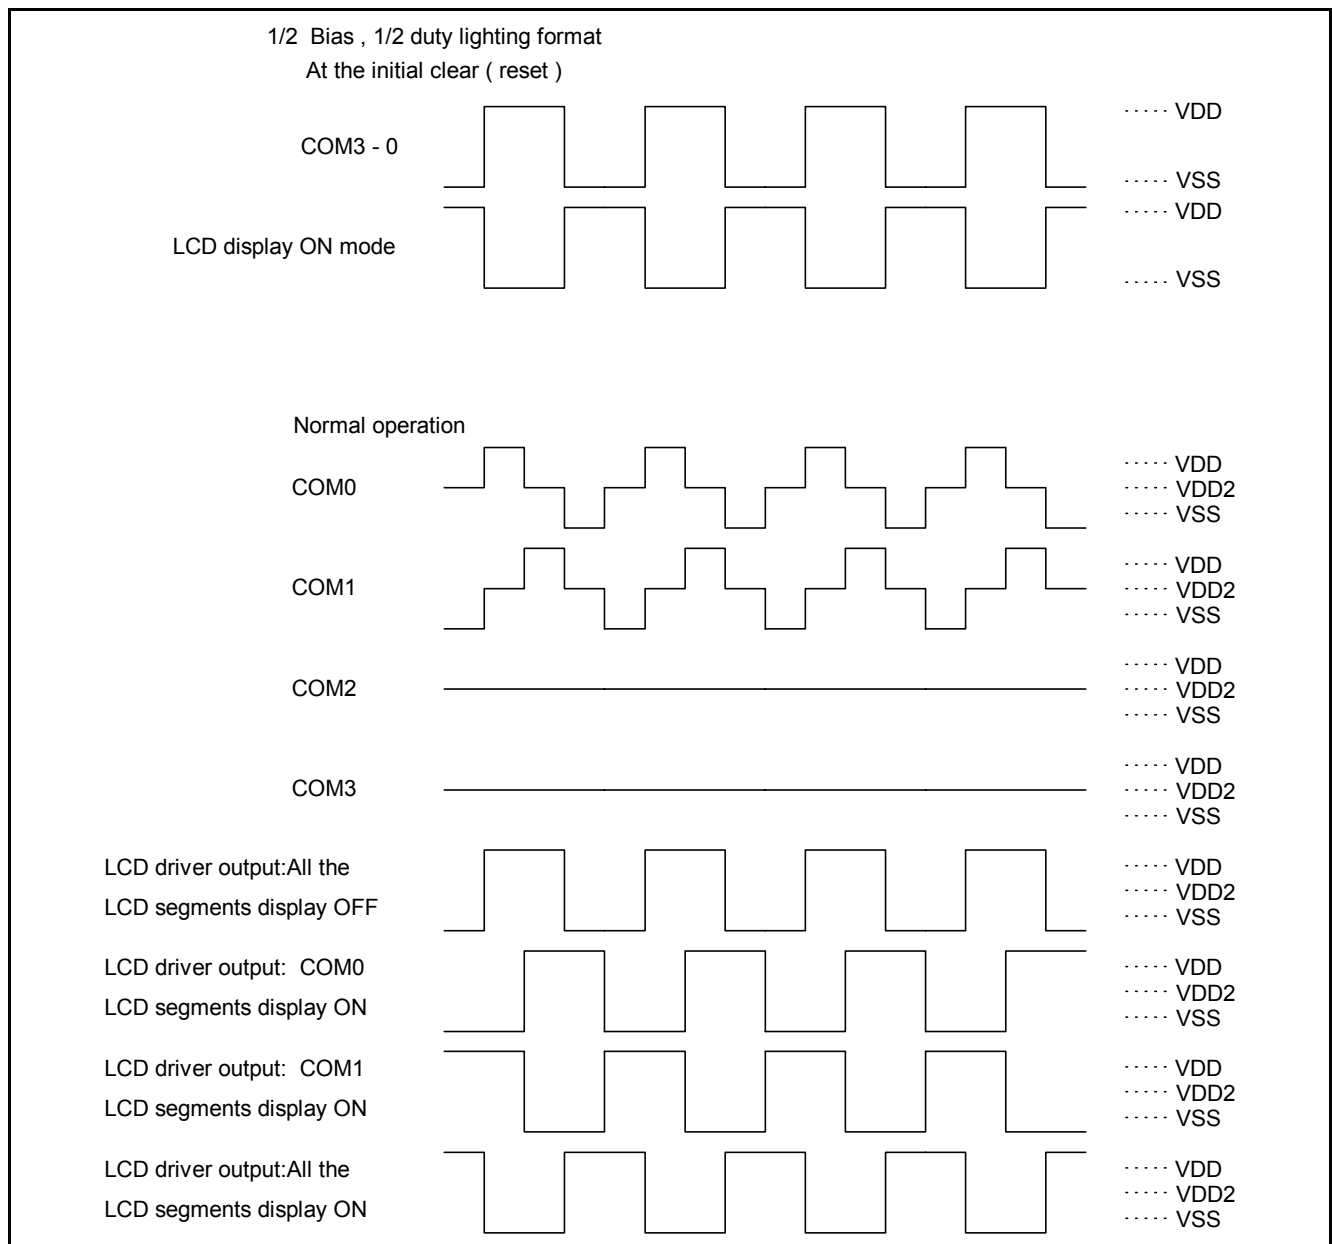 1/2 Bias , 1/2 duty lighting format
At the initial clear ( reset )
VDD
COM3 - 0
VSS
VDD
LCD display ON mode
VSS
Normal operation
VDD
COM0
VDD2
VSS
VDD
COM1
VDD2
VSS
VDD
COM2
VDD2
VSS
VDD
COM3
VDD2
VSS
LCD driver output:All the
VDD
VDD2
LCD segments display OFF
VSS
LCD driver output: COM0
VDD
VDD2
LCD segments display ON
VSS
LCD driver output: COM1
VDD
VDD2
LCD segments display ON
VSS
LCD driver output:All the
VDD
VDD2
LCD segments display ON
VSS